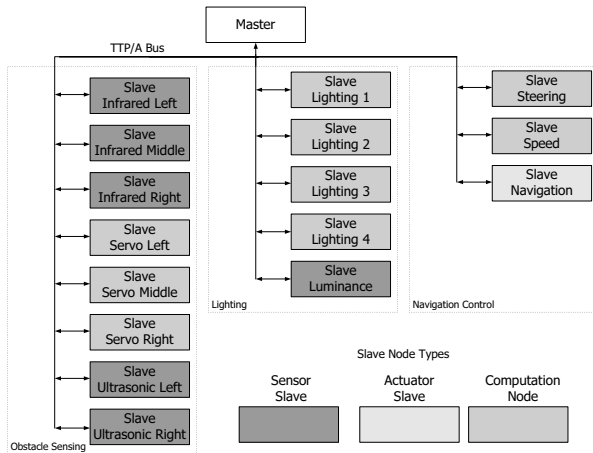 Master
TTP/A Bus
Slave
Infrared Left
Slave
Infrared Middle
Slave
Infrared Right
Slave
Servo Left
Slave
Servo Middle
Slave
Servo Right
Slave
Ultrasonic Left
Slave
Ultrasonic Right
Obstacle Sensing
Slave
Lighting 1
Slave
Lighting 2
Slave
Lighting 3
Slave
Lighting 4
Slave
Luminance
Lighting
Slave
Steering
Slave
Speed
Slave
Navigation
Navigation Control
Slave Node Types
Sensor
Slave
Actuator
Slave
Computation
Node